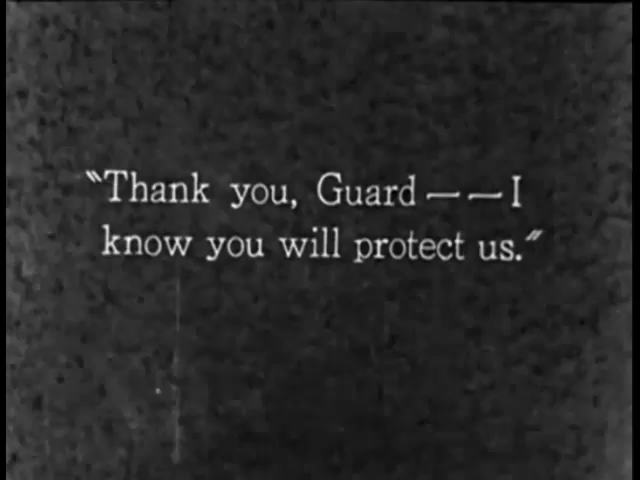 "Thank you, Guard — — I
know you will protect us."